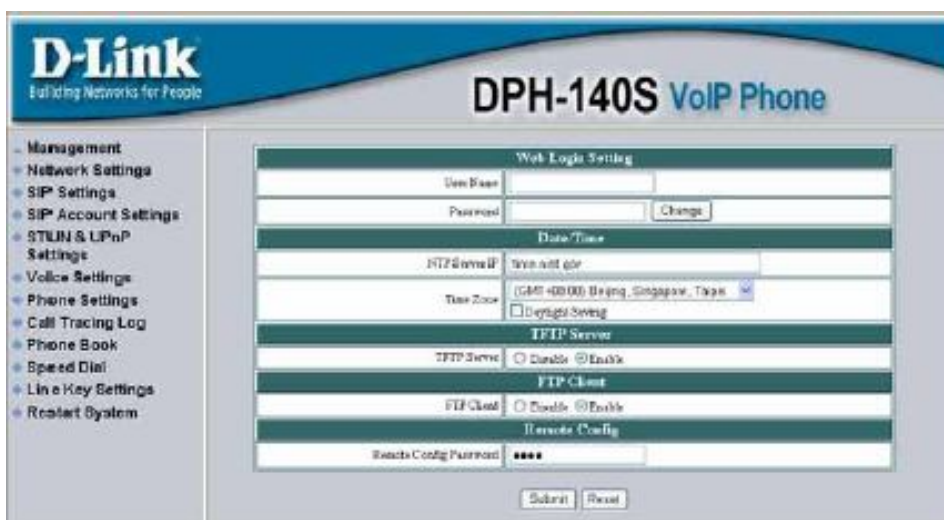 D-Link
Building Networks for People
DPH-140S VoIP Phone
Management
Network Settings
SIP Settings
SIP Account Settings
STUN & UPnP
Settings
Voice Settings
Phone Settings
Call Tracing Log
Phone Book
Speed Dial
Line Key Settings
Restart System
Web Login Setting
User Name
Password
Change
Date/Time
NTP Server IP
time.nist.gov
Time Zone
(GMT+08:00) Beijing, Singapore, Taipei
Daylight Saving
TFTP Server
TFTP Server
Disable
Enable
FTP Client
FTP Client
Disable
Enable
Remote Config
Remote Config Password
••••
Submit
Reset